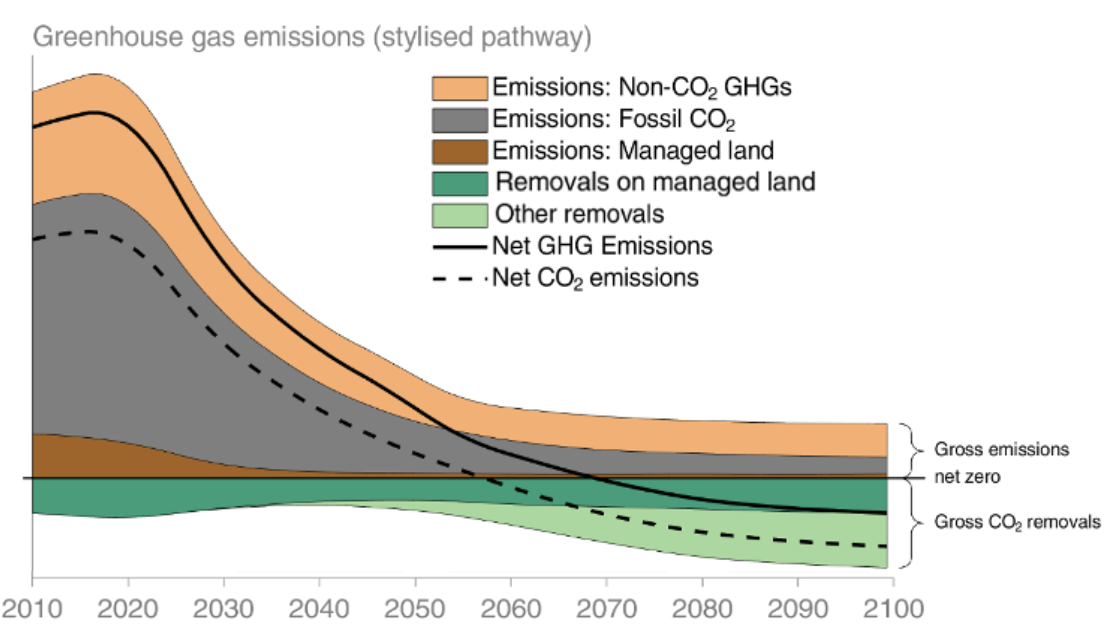 Greenhouse gas emissions (stylised pathway)
Emissions: Non-CO₂ GHGs
Emissions: Fossil CO₂
Emissions: Managed land
Removals on managed land
Other removals
Net GHG Emissions
Net CO₂ emissions
Gross emissions
net zero
Gross CO₂ removals
2010 2020 2030 2040 2050 2060 2070 2080 2090 2100